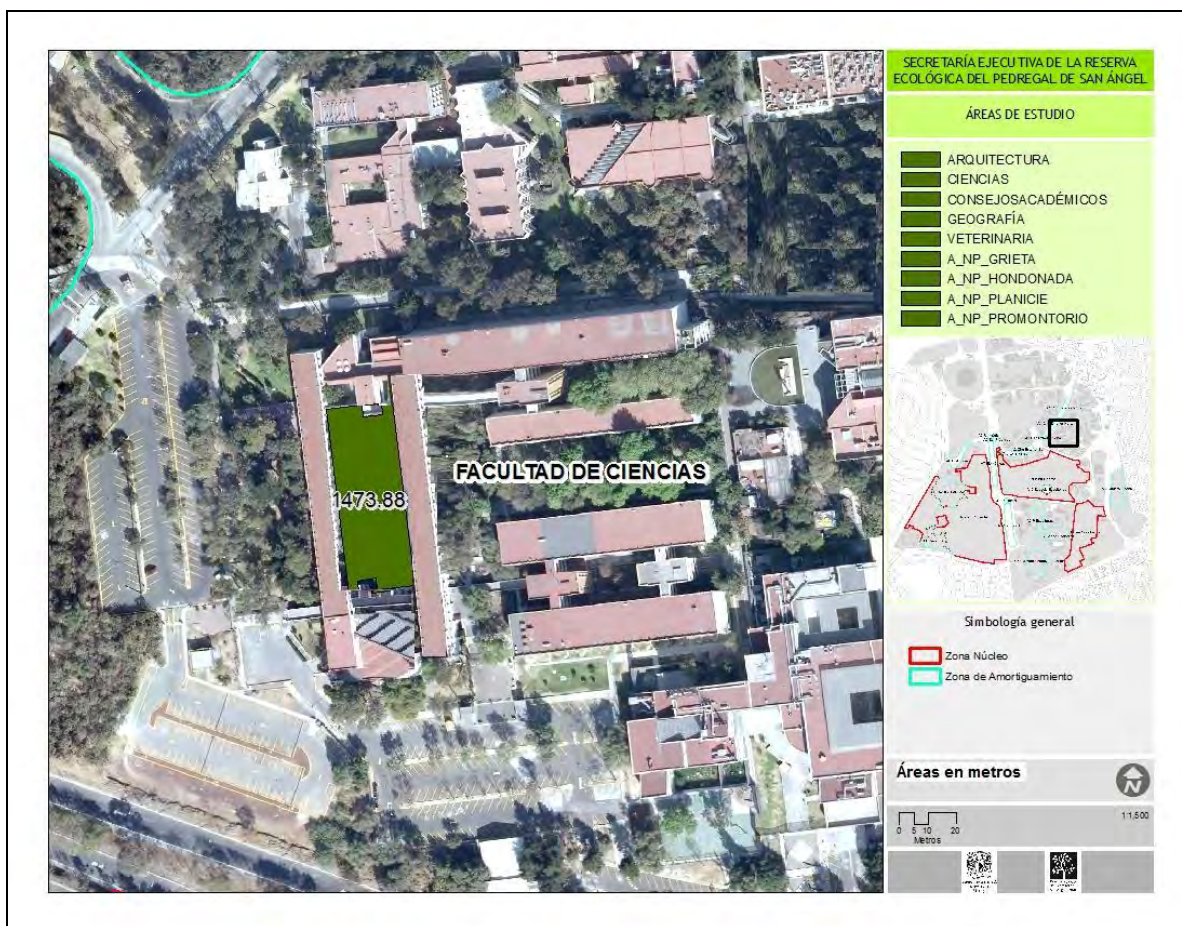 SECRETARÍA EJECUTIVA DE LA RESERVA
ECOLÓGICA DEL PEDREGAL DE SAN ÁNGEL
ÁREAS DE ESTUDIO
ARQUITECTURA
CIENCIAS
CONSEJOSACADÉMICOS
GEOGRAFÍA
VETERINARIA
A_NP_GRIETA
A_NP_HONDONADA
A_NP_PLANICIE
A_NP_PROMONTORIO
FACULTAD DE CIENCIAS
1473.88
Simbología general
Zona Núcleo
Zona de Amortiguamiento
Áreas en metros
N
0 5 10 20
Metros
1:1,500